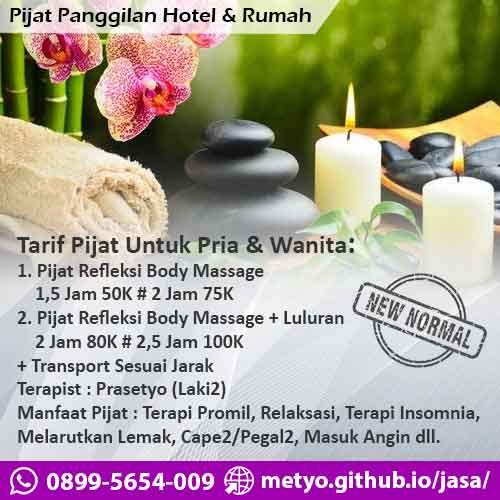 Pijat Panggilan Hotel & Rumah
Tarif Pijat Untuk Pria & Wanita:
1. Pijat Refleksi Body Massage
1,5 Jam 50K # 2 Jam 75K
2. Pijat Refleksi Body Massage + Luluran
2 Jam 80K # 2,5 Jam 100K
+ Transport Sesuai Jarak
Terapist : Prasetyo (Laki2)
Manfaat Pijat : Terapi Promil, Relaksasi, Terapi Insomnia,
Melarutkan Lemak, Cape2/Pegal2, Masuk Angin dll.
NEW NORMAL
0899-5654-009
metyo.github.io/jasa/